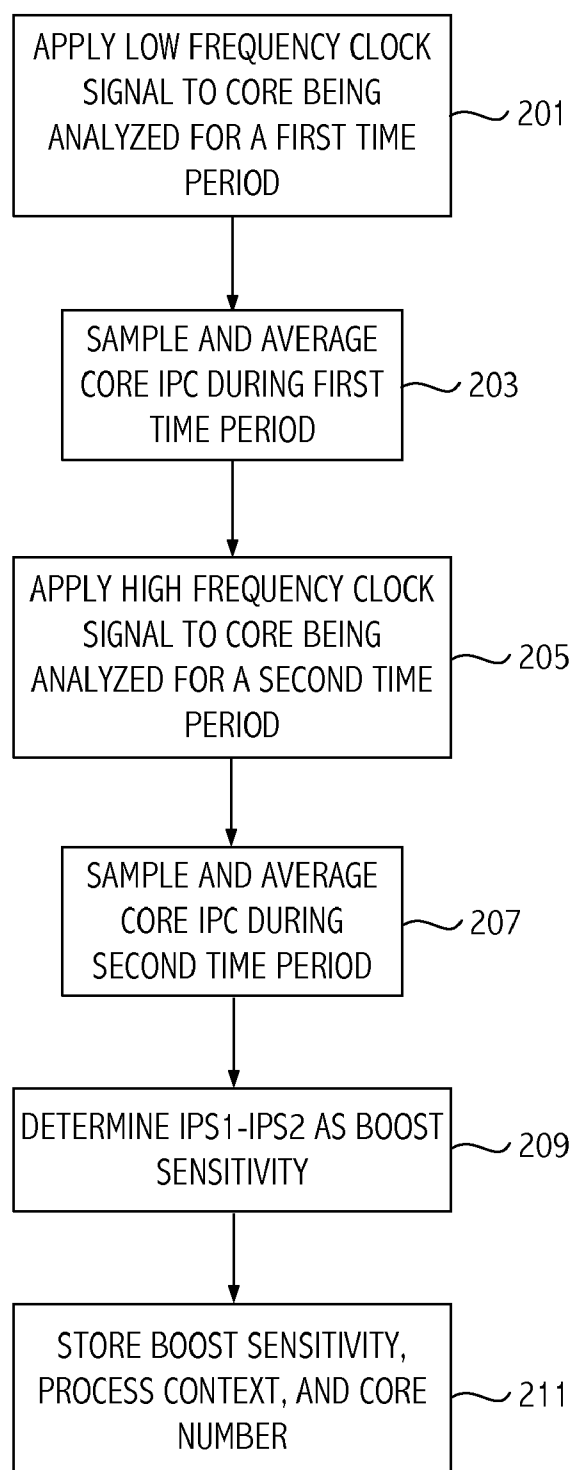 APPLY LOW FREQUENCY CLOCK
SIGNAL TO CORE BEING
ANALYZED FOR A FIRST TIME
PERIOD
201
SAMPLE AND AVERAGE
CORE IPC DURING FIRST
TIME PERIOD
203
APPLY HIGH FREQUENCY CLOCK
SIGNAL TO CORE BEING
ANALYZED FOR A SECOND TIME
PERIOD
205
SAMPLE AND AVERAGE
CORE IPC DURING
SECOND TIME PERIOD
207
DETERMINE IPS1-IPS2 AS BOOST
SENSITIVITY
209
STORE BOOST SENSITIVITY,
PROCESS CONTEXT, AND CORE
NUMBER
211